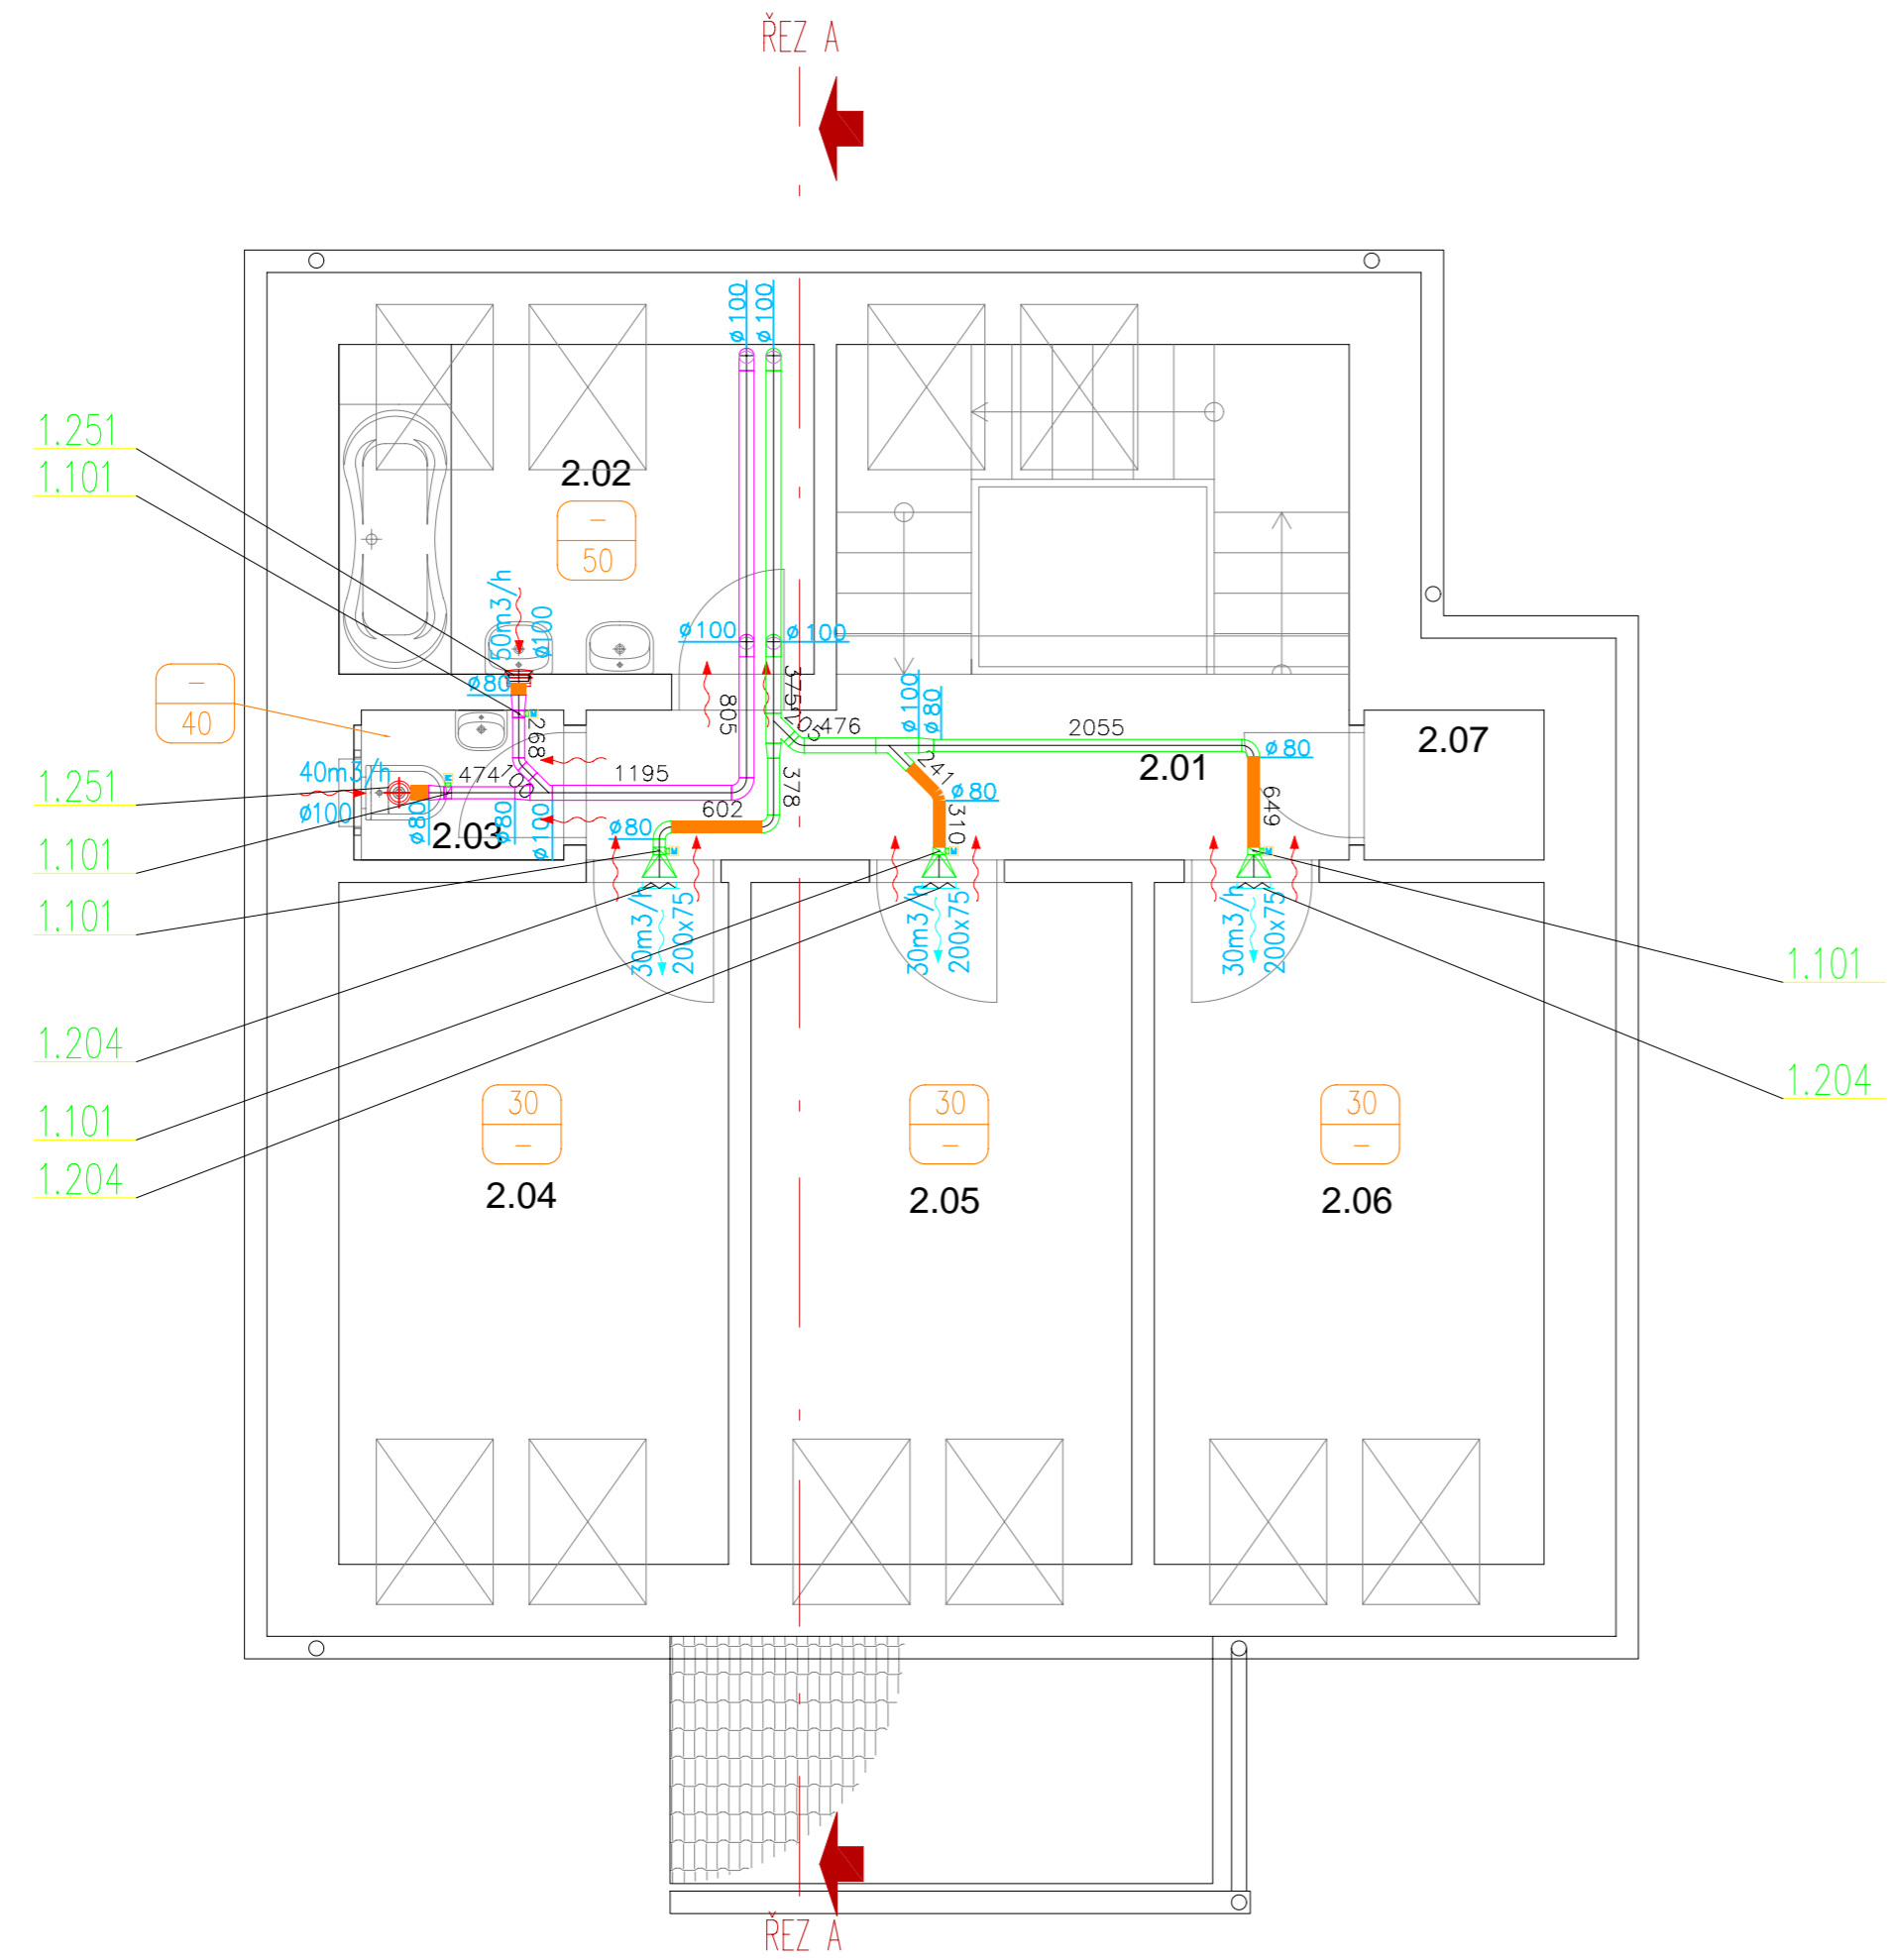 ŘEZ A
ø100
ø100
1.251
1.101
2.02
–
50
50m3/h
ø100
ø100
ø100
–
40
ø80
268
805
375
105
476
ø100
ø80
2055
2.01
ø80
2.07
40m3/h
ø100
474
100
1195
ø80
ø80
ø100
2.03
602
378
ø80
241
310
ø80
649
1.251
1.101
1.101
30m3/h
200x75
30m3/h
200x75
30m3/h
200x75
1.101
1.204
1.204
1.101
1.204
30
–
2.04
30
–
2.05
30
–
2.06
ŘEZ A
M
M
M
M
M